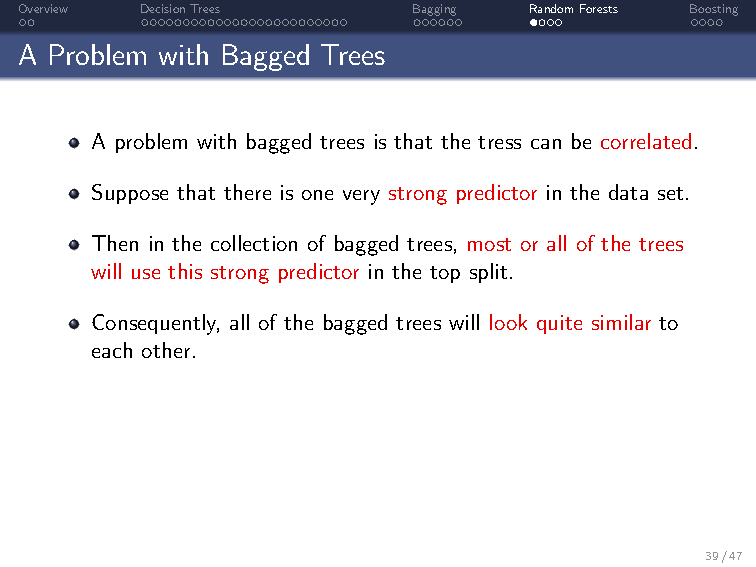 Overview Decision Trees Bagging Random Forests Boosting
A Problem with Bagged Trees
A problem with bagged trees is that the tress can be correlated.
Suppose that there is one very strong predictor in the data set.
Then in the collection of bagged trees, most or all of the trees
will use this strong predictor in the top split.
Consequently, all of the bagged trees will look quite similar to
each other.
39 / 47